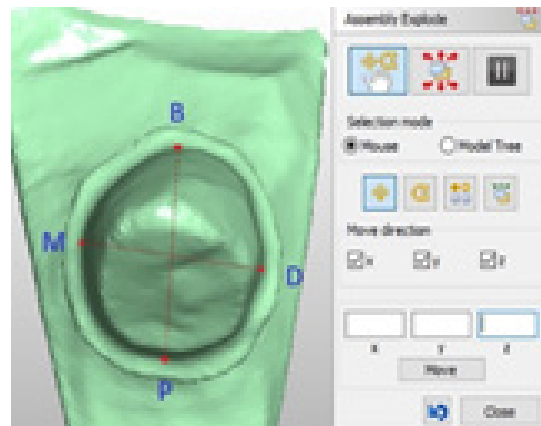 Assembly Explode
B
Selection mode
Mouse Model Tree
M
D
Move direction
x y z
P
x y z
Move
Close